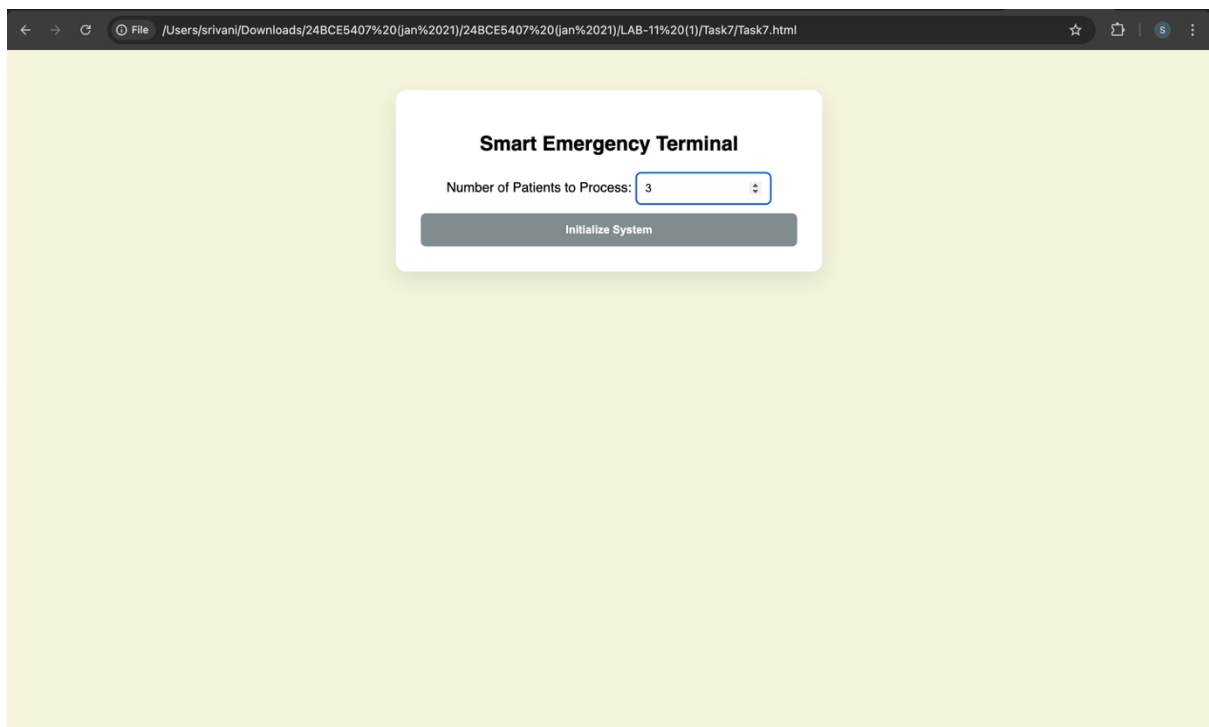 File /Users/srivani/Downloads/24BCE5407%20(jan%2021)/24BCE5407%20(jan%2021)/LAB-11%20(1)/Task7/Task7.html S
Smart Emergency Terminal
Number of Patients to Process: 3
Initialize System